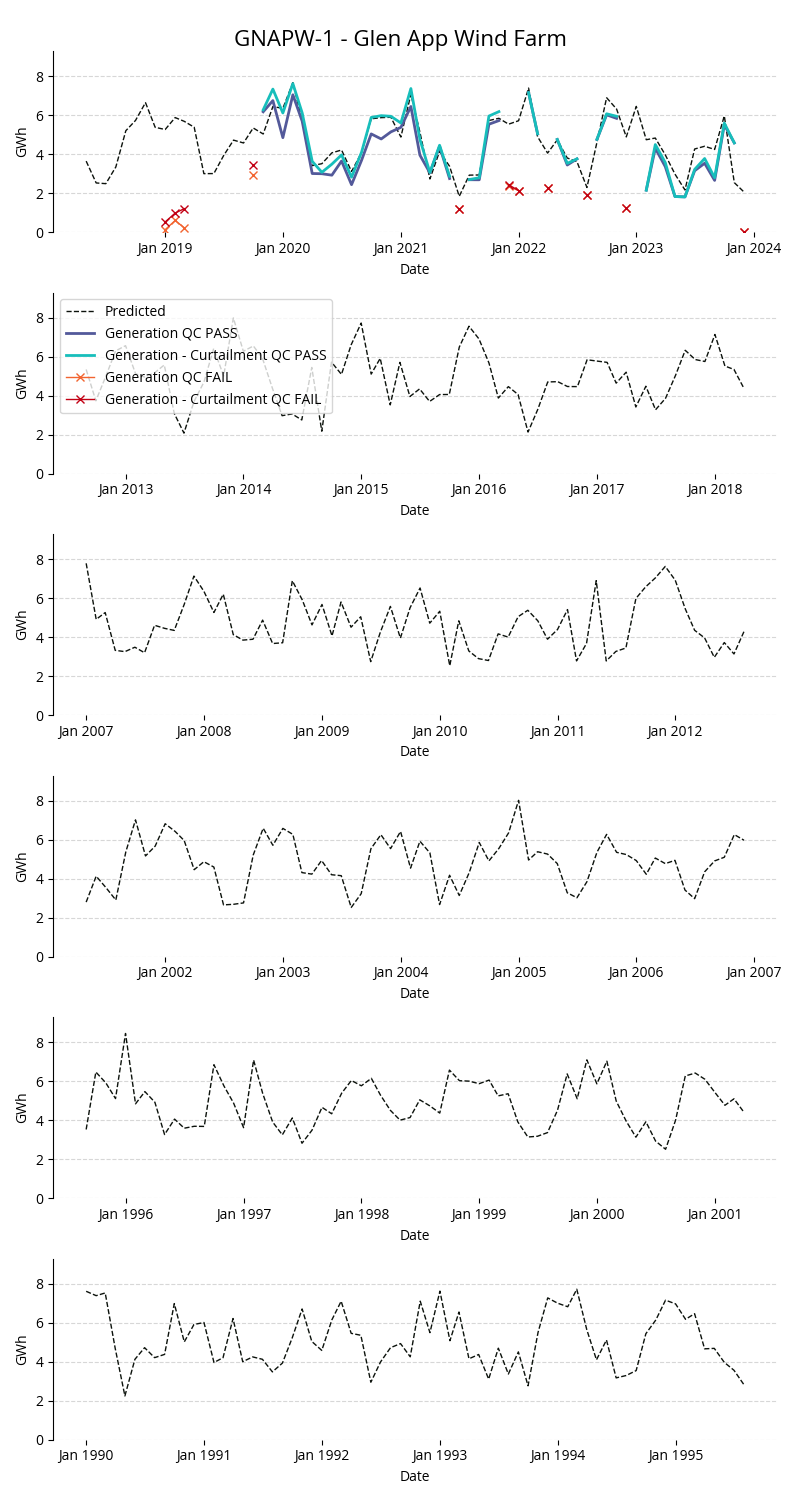 GNAPW-1 - Glen App Wind Farm
8
6
4
2
0
GWh
Jan 2019 Jan 2020 Jan 2021 Jan 2022 Jan 2023 Jan 2024
Date
8
6
4
2
0
GWh
Predicted
Generation QC PASS
Generation - Curtailment QC PASS
Generation QC FAIL
Generation - Curtailment QC FAIL
Jan 2013 Jan 2014 Jan 2015 Jan 2016 Jan 2017 Jan 2018
Date
8
6
4
2
0
GWh
Jan 2007 Jan 2008 Jan 2009 Jan 2010 Jan 2011 Jan 2012
Date
8
6
4
2
0
GWh
Jan 2002 Jan 2003 Jan 2004 Jan 2005 Jan 2006 Jan 2007
Date
8
6
4
2
0
GWh
Jan 1996 Jan 1997 Jan 1998 Jan 1999 Jan 2000 Jan 2001
Date
8
6
4
2
0
GWh
Jan 1990 Jan 1991 Jan 1992 Jan 1993 Jan 1994 Jan 1995
Date